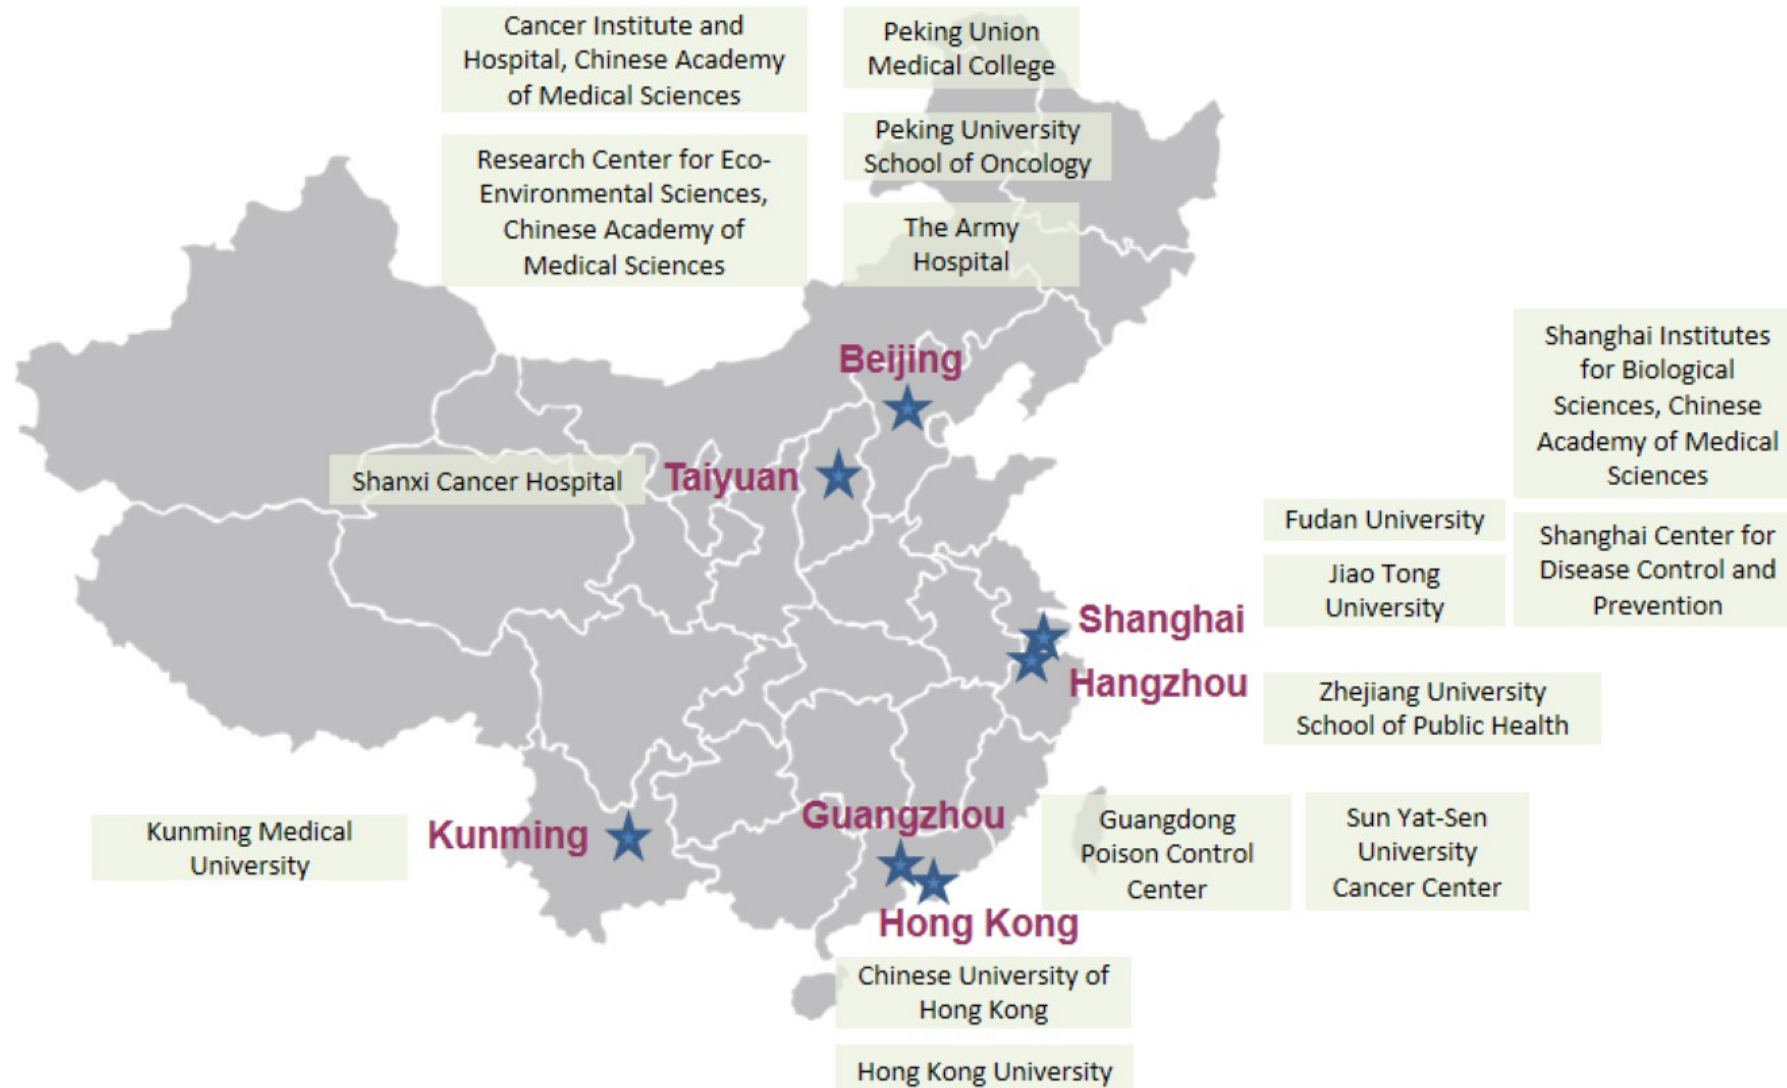 Cancer Institute and
Hospital, Chinese Academy
of Medical Sciences
Peking Union
Medical College
Research Center for Eco-
Environmental Sciences,
Chinese Academy of
Medical Sciences
Peking University
School of Oncology
The Army
Hospital
Beijing
Shanxi Cancer Hospital
Taiyuan
Shanghai Institutes
for Biological
Sciences, Chinese
Academy of Medical
Sciences
Fudan University
Jiao Tong
University
Shanghai Center for
Disease Control and
Prevention
Shanghai
Hangzhou
Zhejiang University
School of Public Health
Kunming Medical
University
Kunming
Guangzhou
Guangdong
Poison Control
Center
Sun Yat-Sen
University
Cancer Center
Hong Kong
Chinese University of
Hong Kong
Hong Kong University